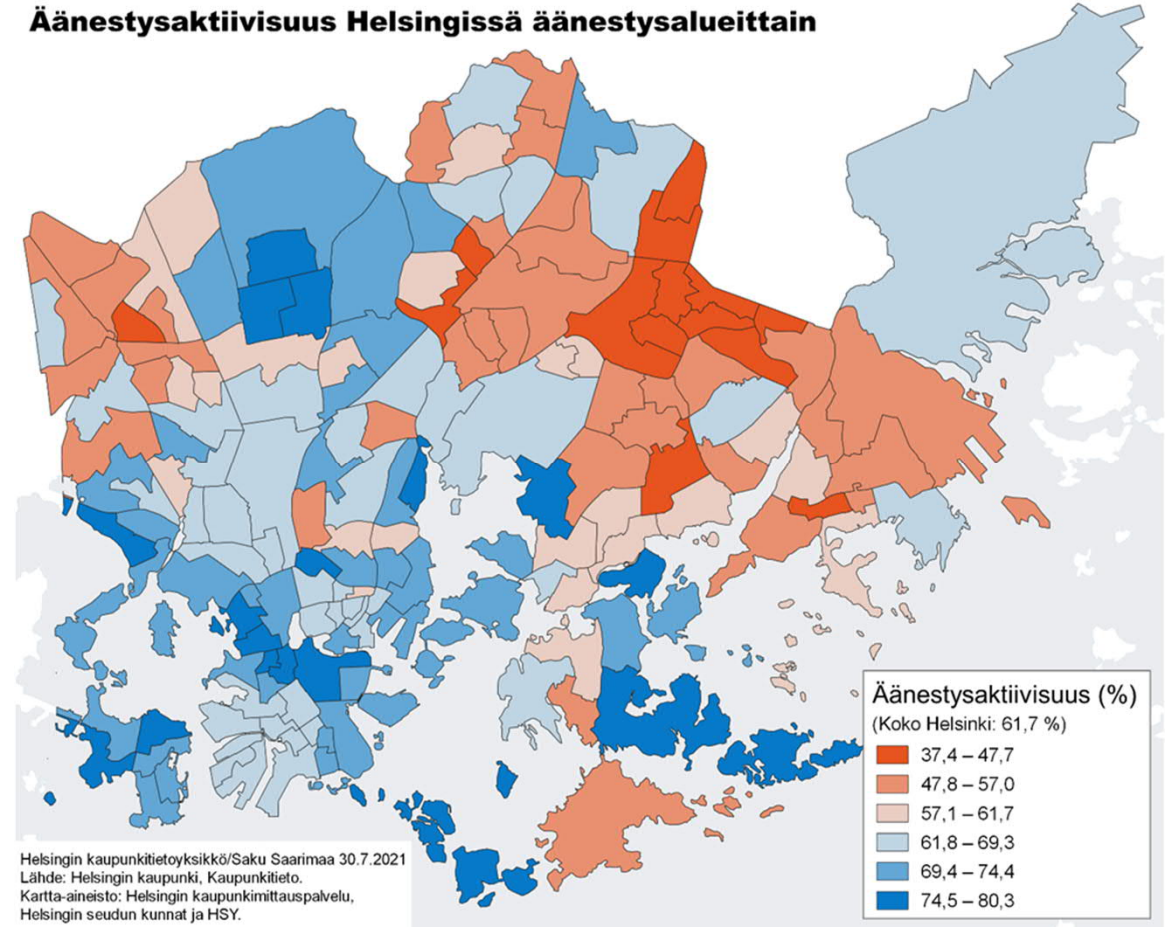 Äänestysaktiivisuus Helsingissä äänestysalueittain
Äänestysaktiivisuus (%)
(Koko Helsinki: 61,7 %)
37,4 – 47,7
47,8 – 57,0
57,1 – 61,7
61,8 – 69,3
69,4 – 74,4
74,5 – 80,3
Helsingin kaupunkitietoyksikkö/Saku Saarimaa 30.7.2021
Lähde: Helsingin kaupunki, Kaupunkitieto.
Kartta-aineisto: Helsingin kaupunkimittauspalvelu,
Helsingin seudun kunnat ja HSY.